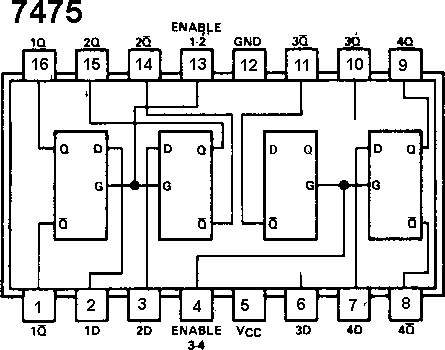 7475
ENABLE
1Q 2Q 2Q̅ 1-2 GND 3Q̅ 3Q 4Q
16 15 14 13 12 11 10 9
Q D D Q D Q D Q
G G G G
Q̅ Q̅ Q̅ Q̅
1 2 3 4 5 6 7 8
1Q̅ 1D 2D ENABLE VCC 3D 4D 4Q̅
3-4